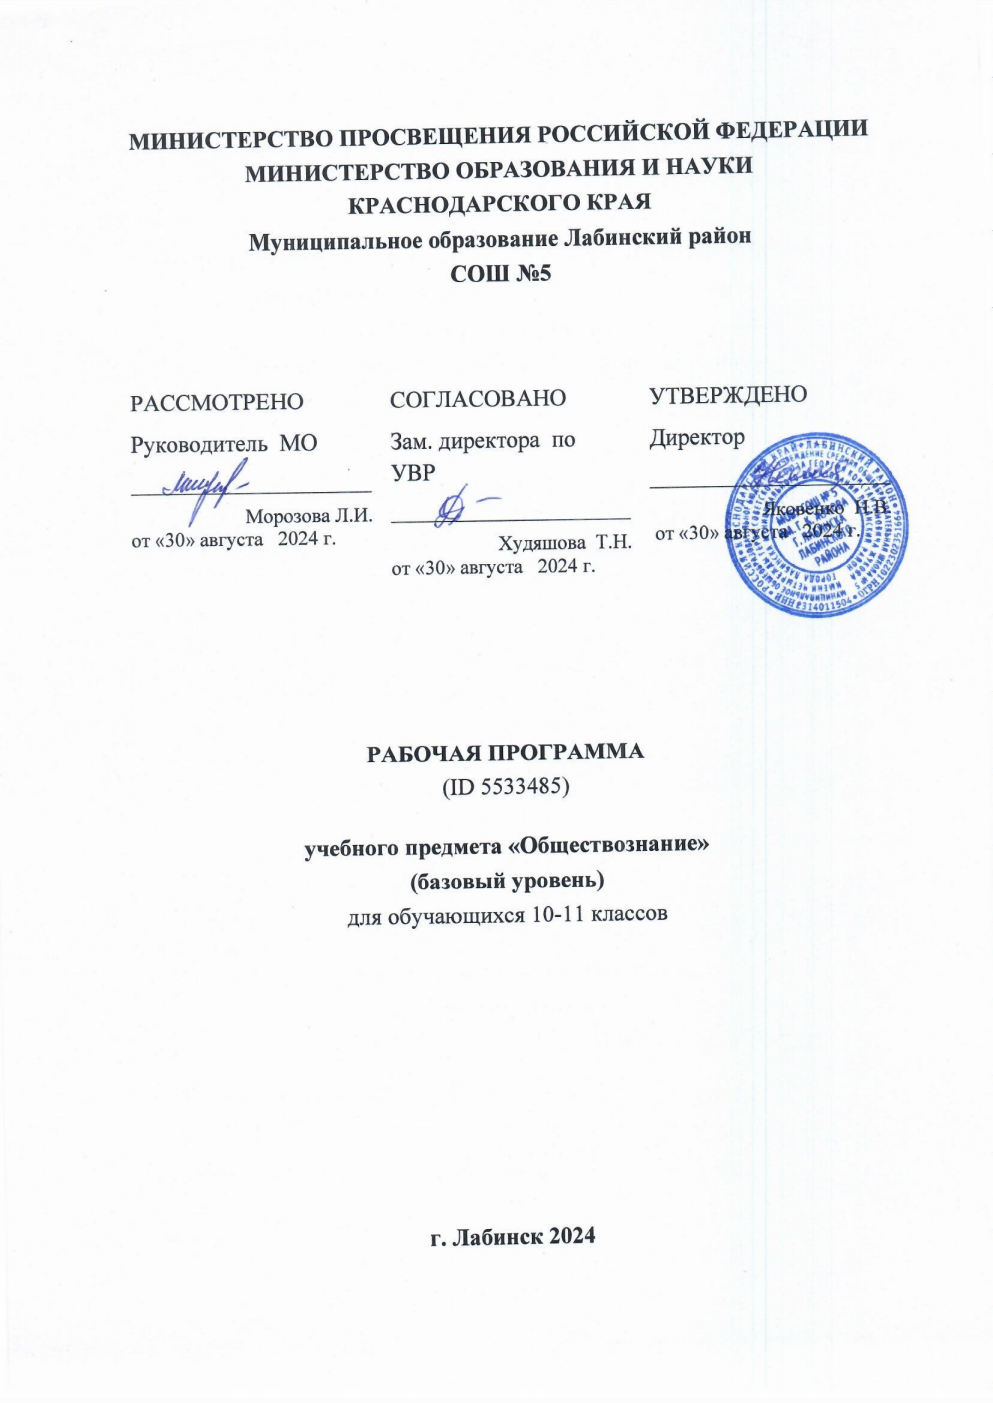 МИНИСТЕРСТВО ПРОСВЕЩЕНИЯ РОССИЙСКОЙ ФЕДЕРАЦИИ
МИНИСТЕРСТВО ОБРАЗОВАНИЯ И НАУКИ
КРАСНОДАРСКОГО КРАЯ
Муниципальное образование Лабинский район
СОШ №5
РАССМОТРЕНО
Руководитель МО
Морозова Л.И.
от «30» августа 2024 г.
СОГЛАСОВАНО
Зам. директора по
УВР
Худяшова Т.Н.
от «30» августа 2024 г.
УТВЕРЖДЕНО
Директор
Яковенко Н.В.
от «30» августа 2024 г.
РАБОЧАЯ ПРОГРАММА
(ID 5533485)
учебного предмета «Обществознание»
(базовый уровень)
для обучающихся 10-11 классов
г. Лабинск 2024